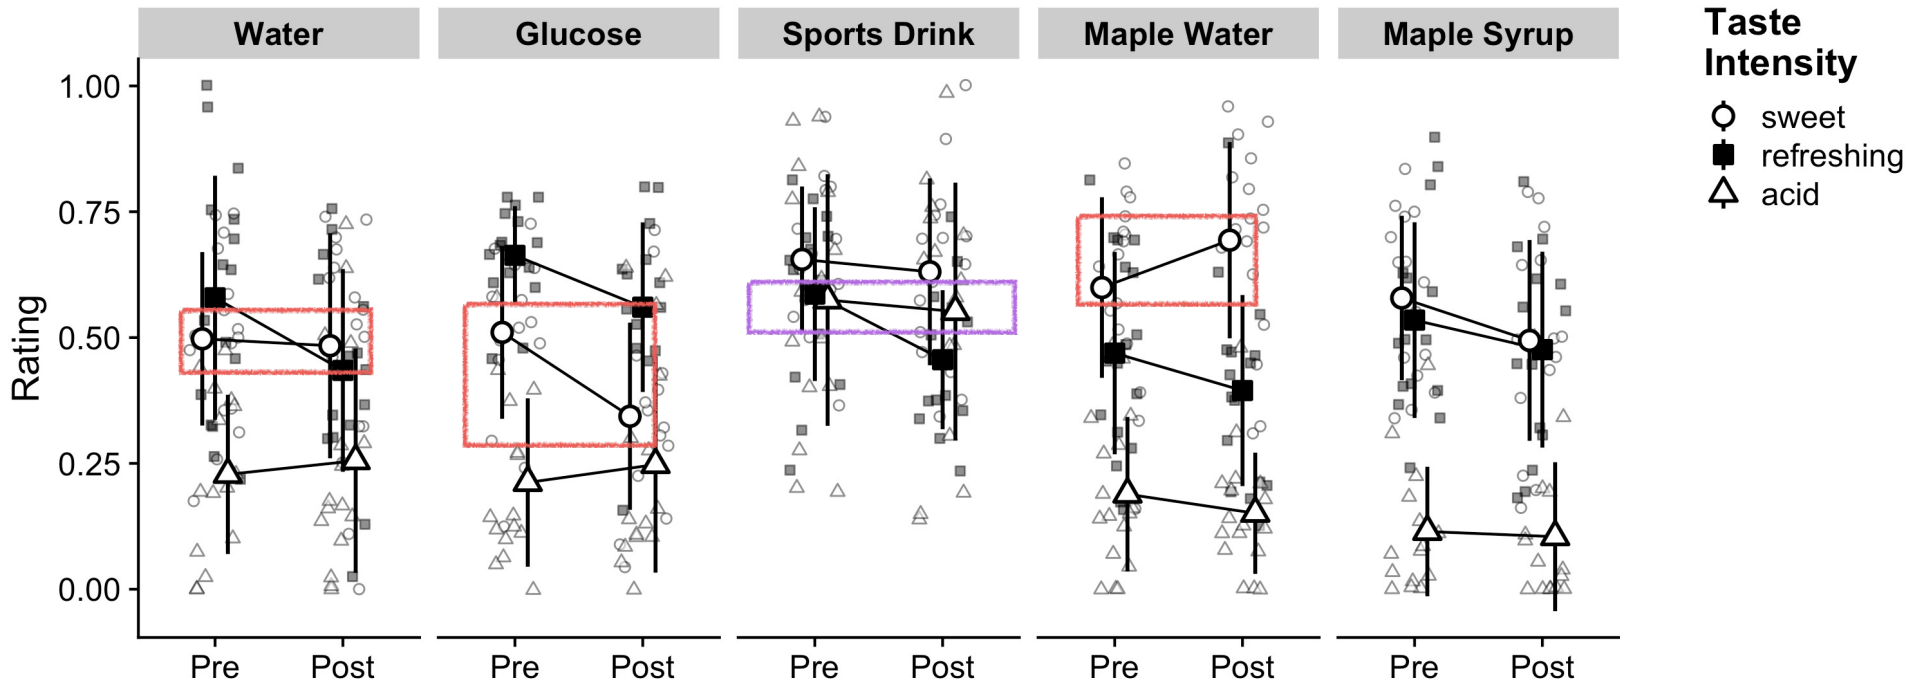 Water Glucose Sports Drink Maple Water Maple Syrup
Taste
Intensity
sweet
refreshing
acid
Rating
1.00
0.75
0.50
0.25
0.00
Pre Post Pre Post Pre Post Pre Post Pre Post